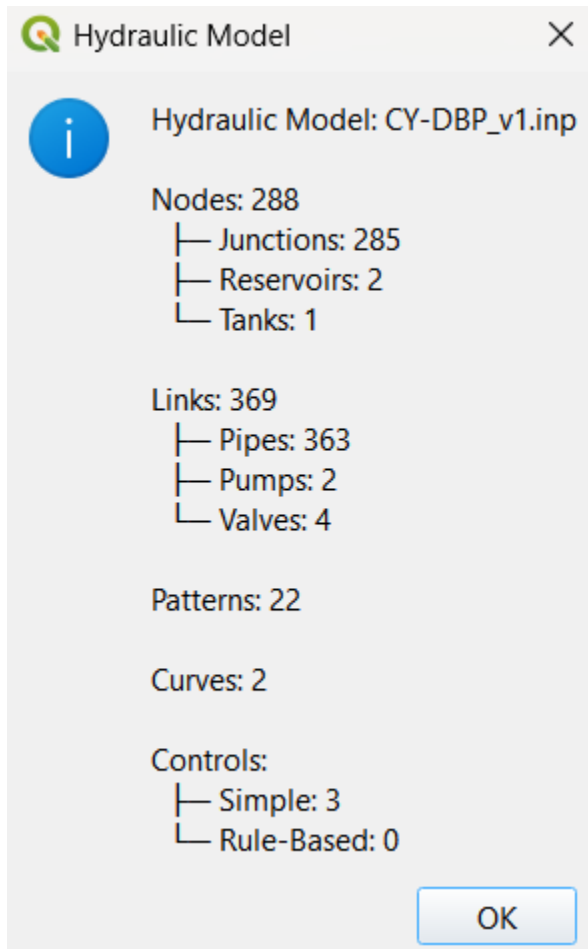 Hydraulic Model
Hydraulic Model: CY-DBP_v1.inp
Nodes: 288
├─ Junctions: 285
├─ Reservoirs: 2
└─ Tanks: 1
Links: 369
├─ Pipes: 363
├─ Pumps: 2
└─ Valves: 4
Patterns: 22
Curves: 2
Controls:
├─ Simple: 3
└─ Rule-Based: 0
OK